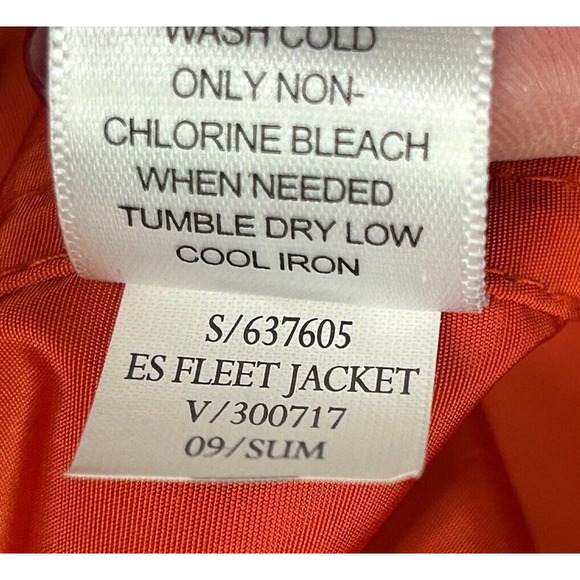 WASH COLD
ONLY NON-
CHLORINE BLEACH
WHEN NEEDED
TUMBLE DRY LOW
COOL IRON
S/637605
ES FLEET JACKET
V/300717
09/SUM